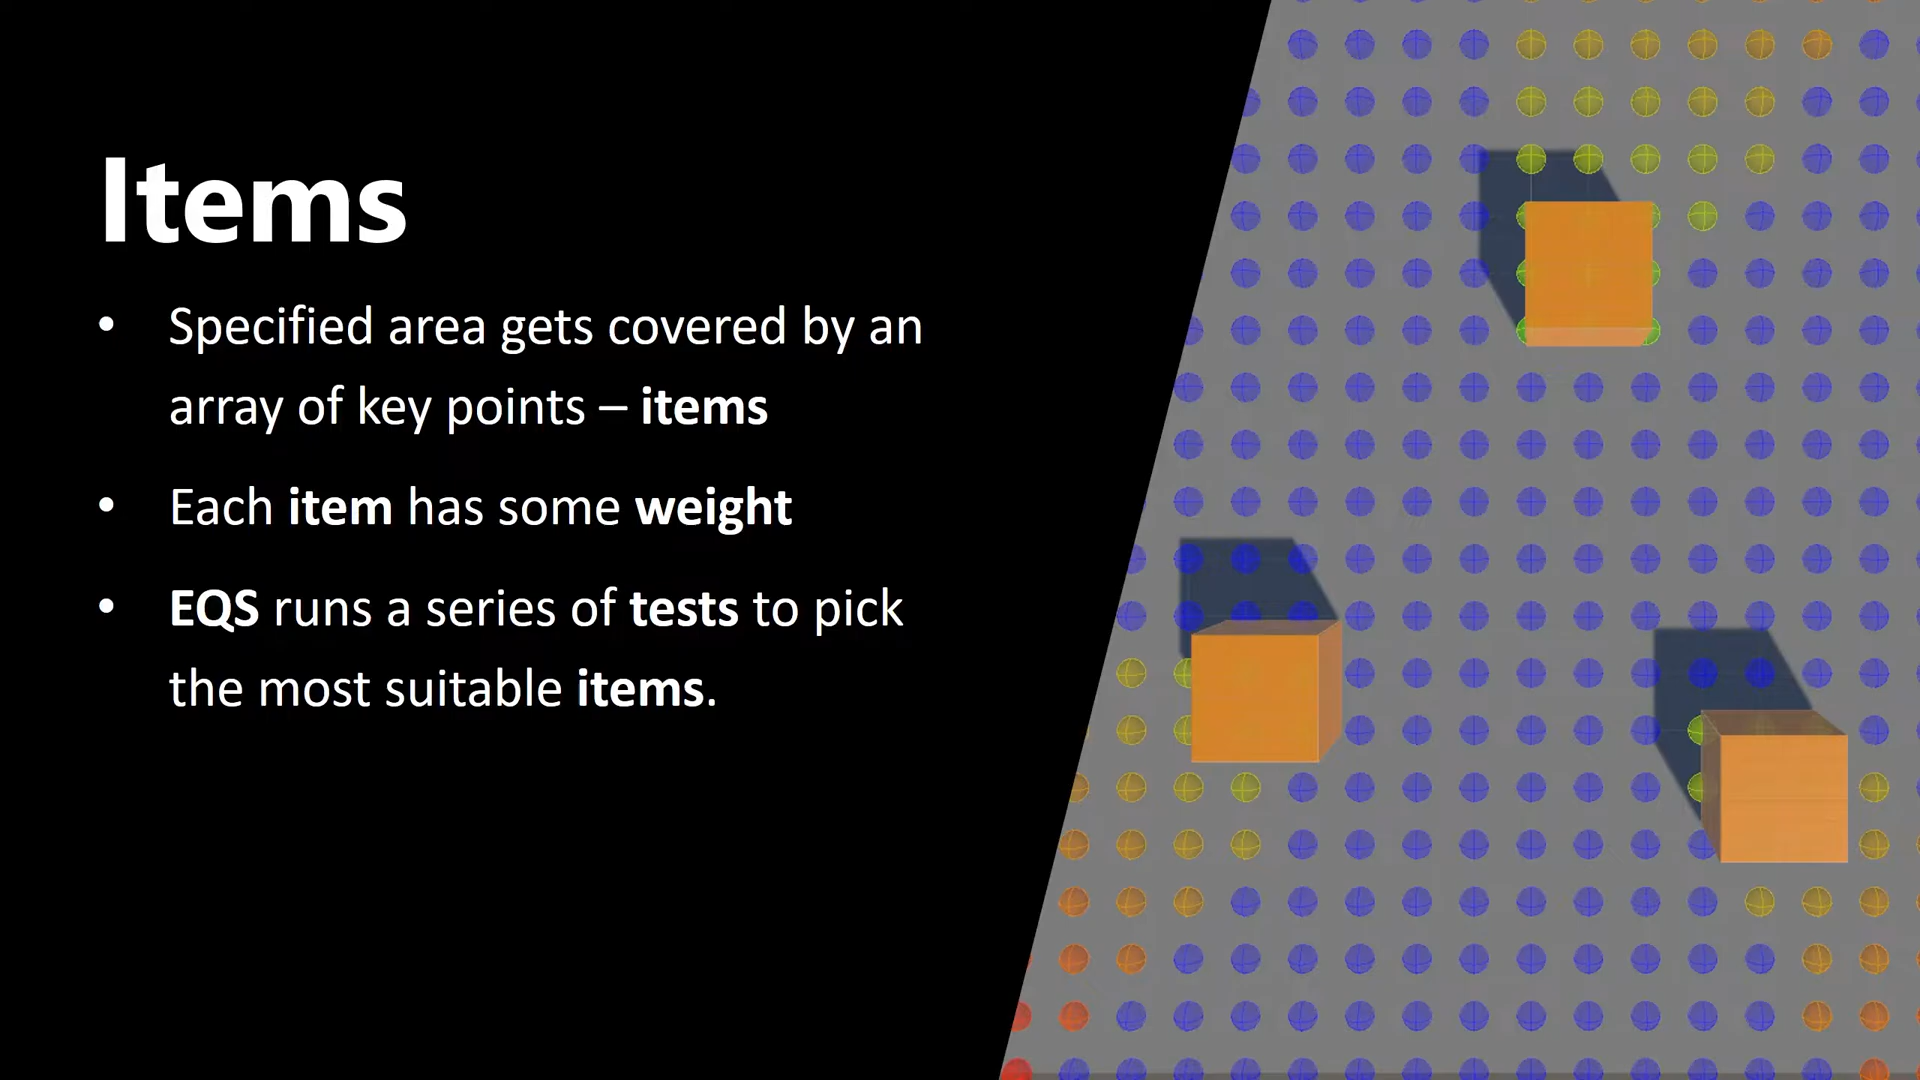 Items
• Specified area gets covered by an
array of key points – items
• Each item has some weight
• EQS runs a series of tests to pick
the most suitable items.